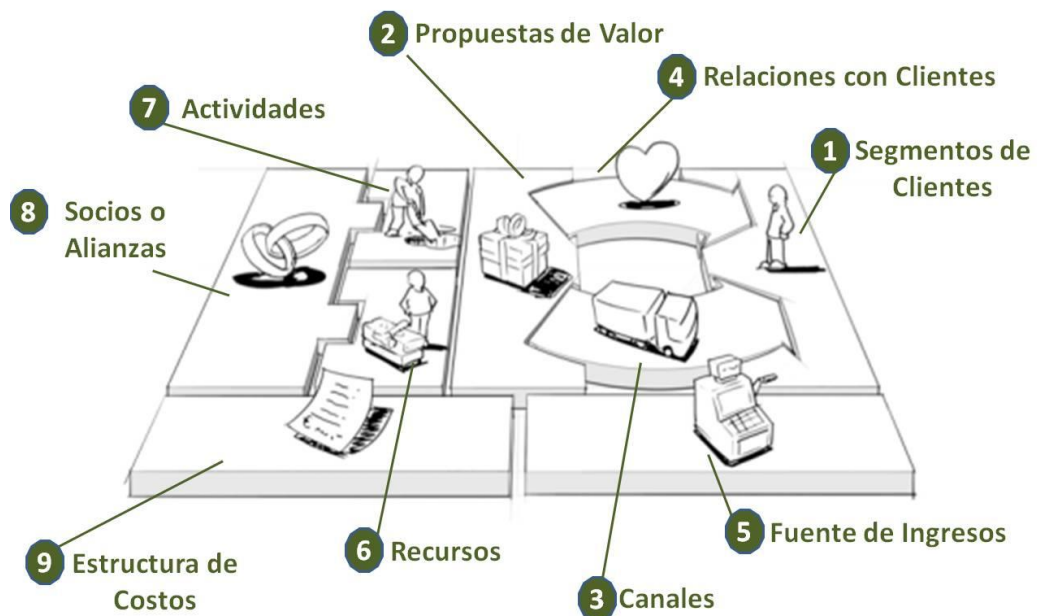 2 Propuestas de Valor
4 Relaciones con Clientes
7 Actividades
1 Segmentos de
Clientes
8 Socios o
Alianzas
5 Fuente de Ingresos
6 Recursos
9 Estructura de
Costos
3 Canales